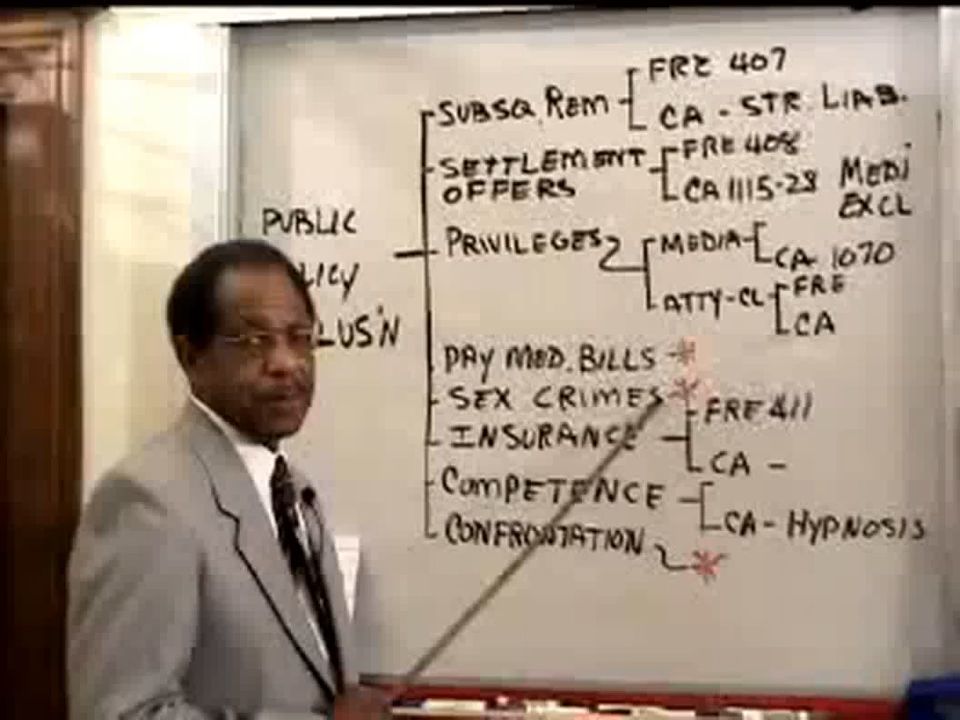 PUBLIC
LICY
LUS'N
SUBSQ. REM
FRE 407
CA - STR. LIAB.
SETTLEMENT
OFFERS
FRE 408
CA 1115-28
MEDI
EXCL
PRIVILEGES
MEDIA
CA 1070
ATTY-CL
FRE
CA
PAY MED. BILLS *
SEX CRIMES *
INSURANCE
FRE 411
CA -
COMPETENCE
CA - HYPNOSIS
CONFRONTATION *